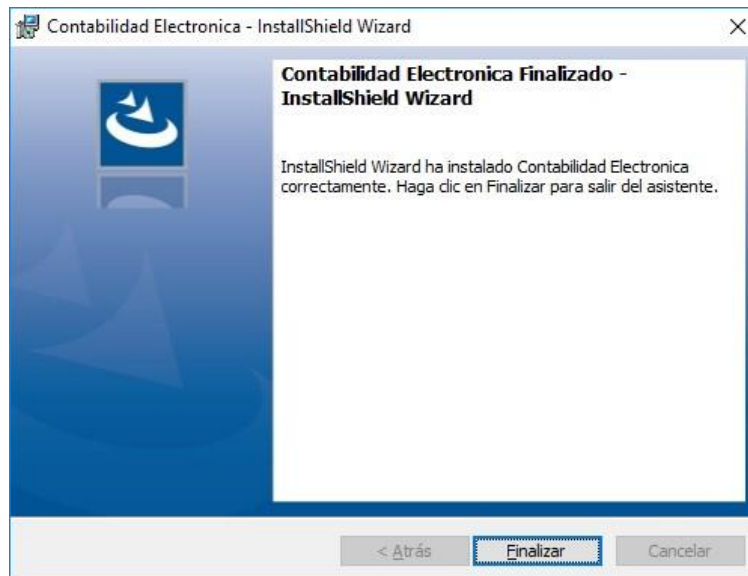 Contabilidad Electronica - InstallShield Wizard
Contabilidad Electronica Finalizado -
InstallShield Wizard
InstallShield Wizard ha instalado Contabilidad Electronica
correctamente. Haga clic en Finalizar para salir del asistente.
< Atrás
Finalizar
Cancelar